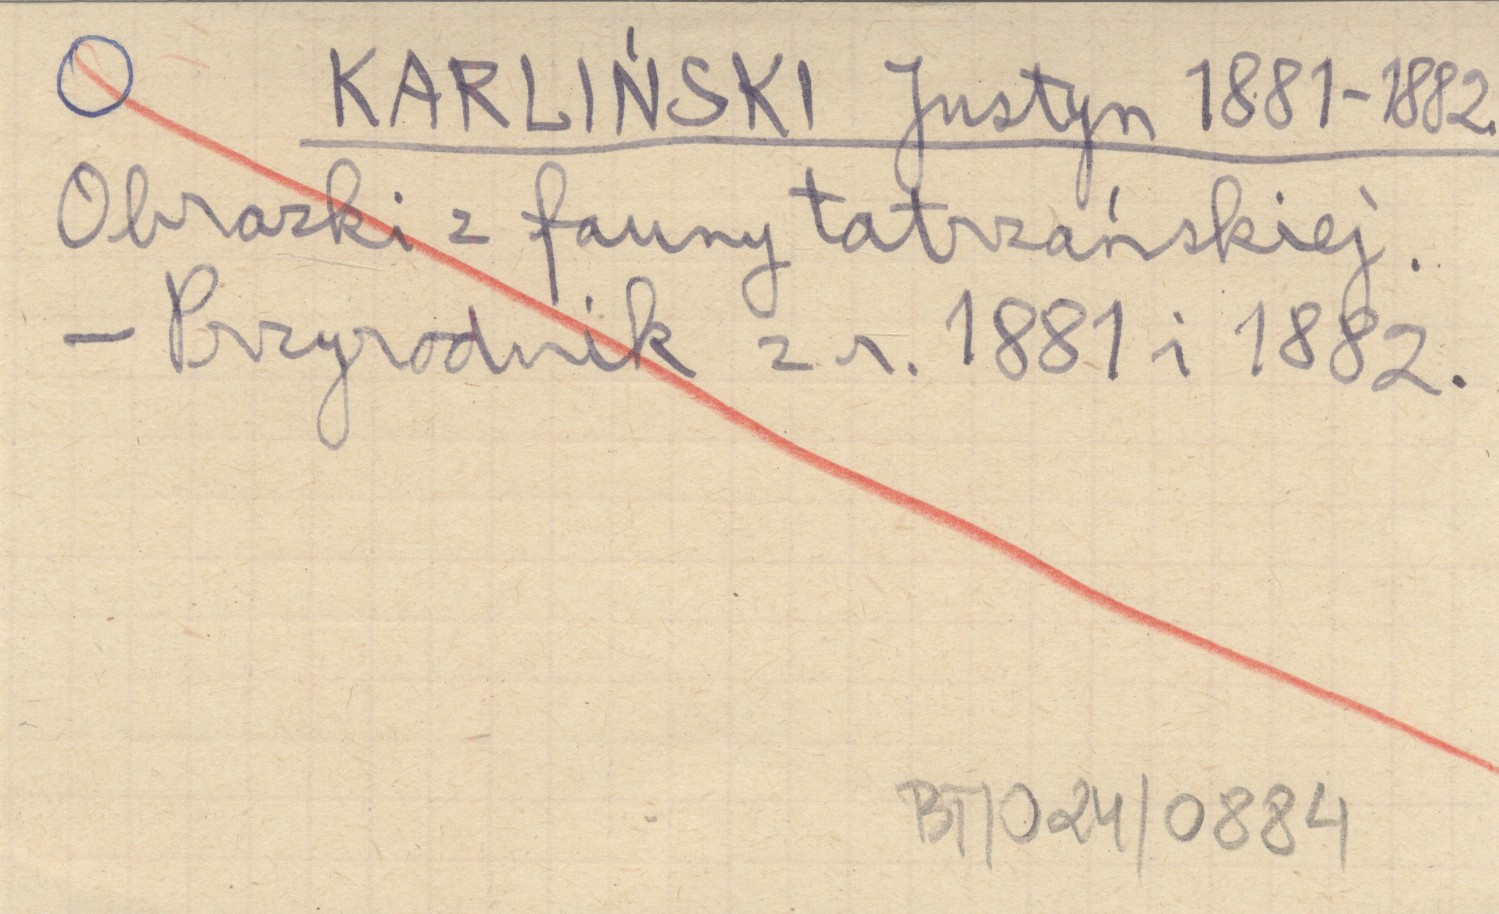 KARLIŃSKI Justyn 1881-1882.
Obrazki z fauny tatrzańskiej.
- Przyrodnik z r. 1881 i 1882.
BT/024/0884